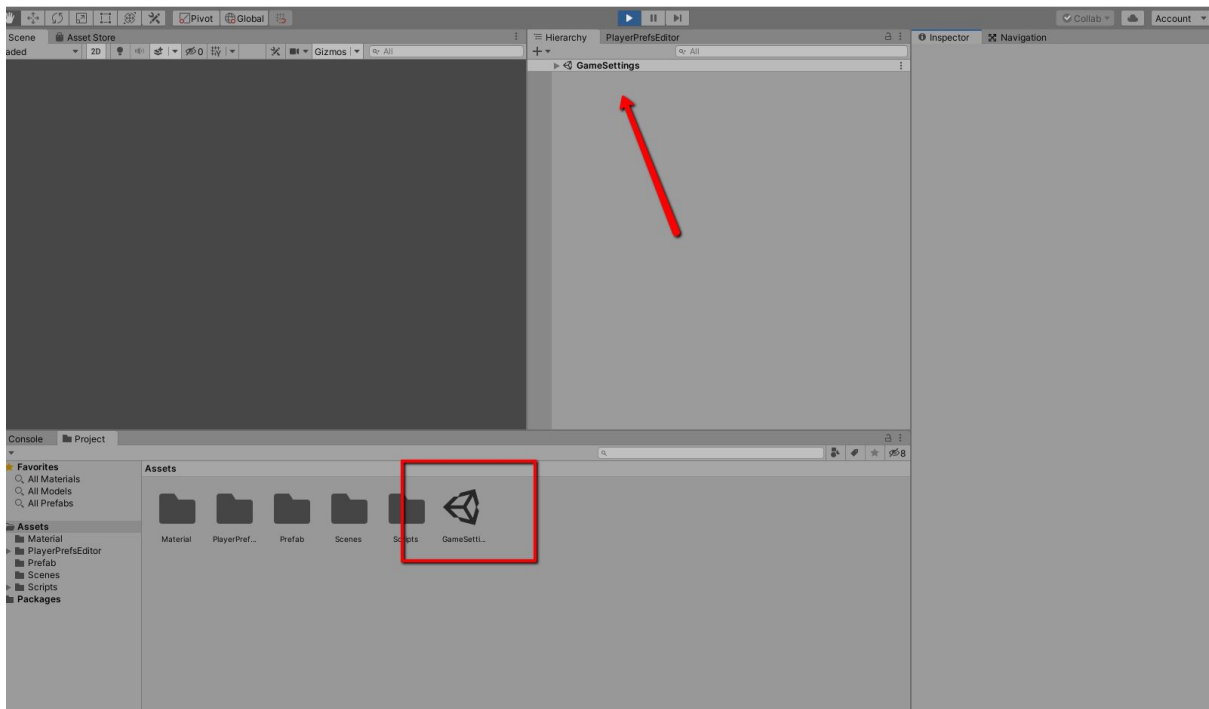 Pivot Global Collab Account
Scene Asset Store Hierarchy PlayerPrefsEditor Inspector Navigation
aded 2D 0 Gizmos All All
GameSettings
Console Project
8
Favorites Assets
All Materials
All Models
All Prefabs
Assets
Material
PlayerPrefsEditor
Prefab
Scenes
Scripts
Packages
Material PlayerPref... Prefab Scenes Scripts GameSetti...